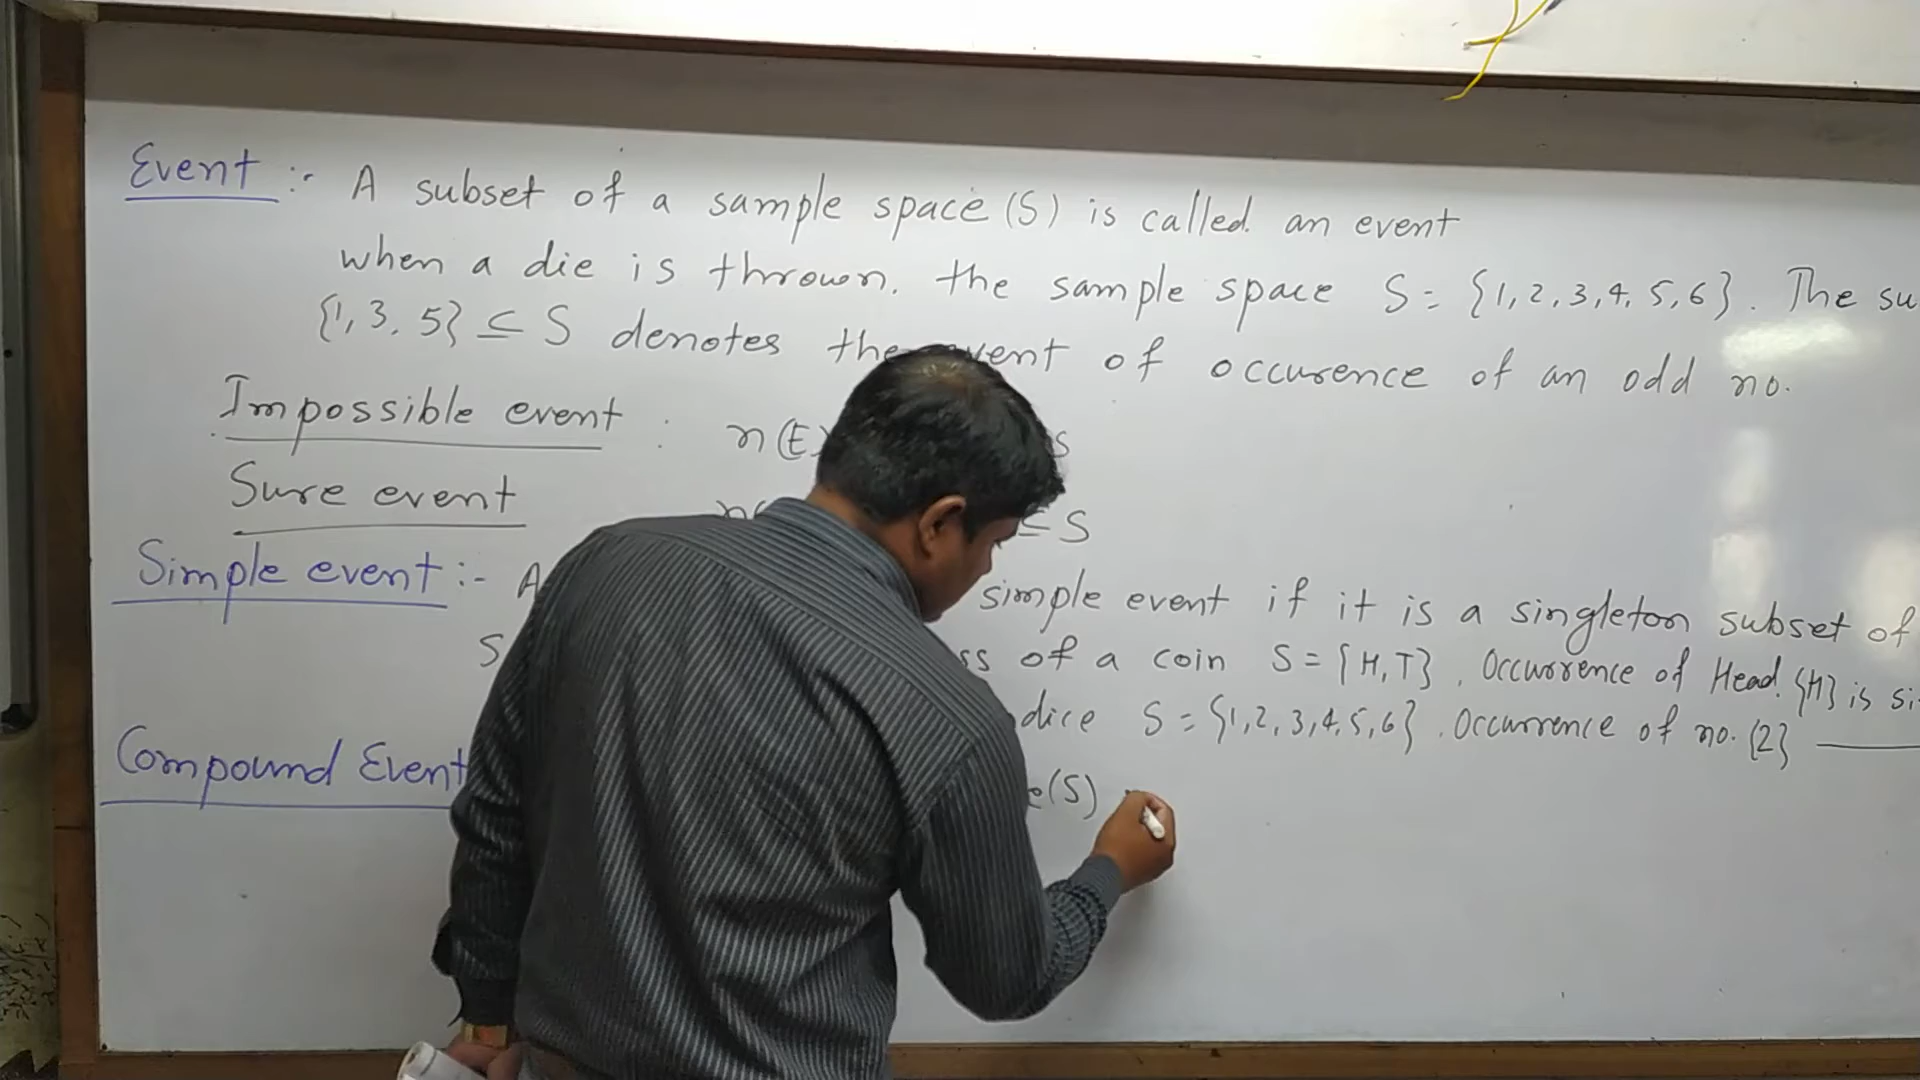 Event :- A subset of a sample space (S) is called an event
when a die is thrown. the sample space S = {1, 2, 3, 4, 5, 6}. The su
{1, 3, 5} ⊆ S denotes the event of occurence of an odd no.
Impossible event : n(E) S
Sure event ⊆ S
Simple event :- A simple event if it is a singleton subset of
S of a coin S = {H, T}. Occurrence of Head. {H} is si
dice S = {1, 2, 3, 4, 5, 6}. Occurrence of no. {2} ———
Compound Event (S)